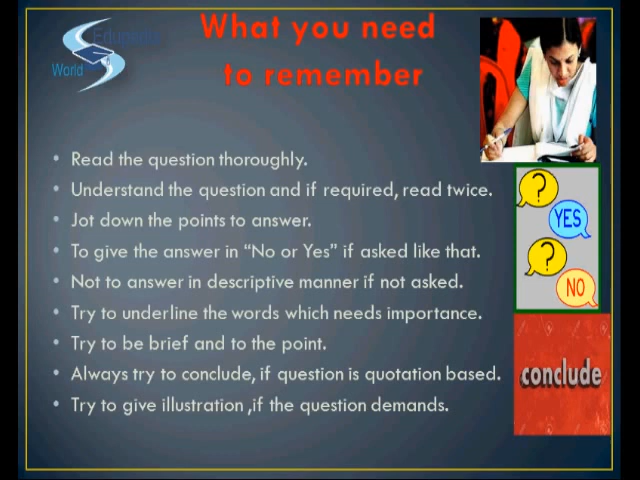 Edupedia
World
What you need
to remember
• Read the question thoroughly.
• Understand the question and if required, read twice.
• Jot down the points to answer.
• To give the answer in “No or Yes” if asked like that.
• Not to answer in descriptive manner if not asked.
• Try to underline the words which needs importance.
• Try to be brief and to the point.
• Always try to conclude, if question is quotation based.
• Try to give illustration ,if the question demands.
?
YES
?
NO
conclude